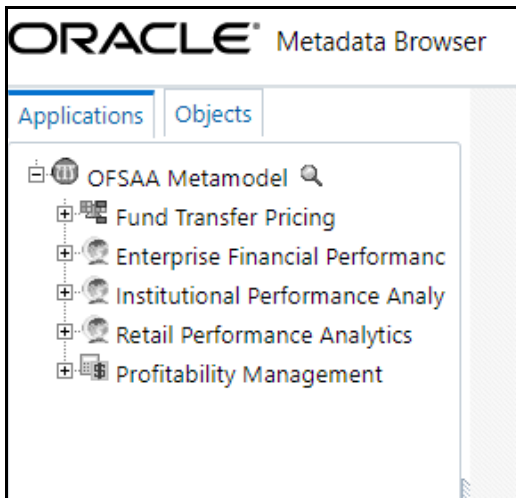 ORACLE® Metadata Browser
Applications Objects
OFSAA Metamodel
Fund Transfer Pricing
Enterprise Financial Performanc
Institutional Performance Analy
Retail Performance Analytics
Profitability Management